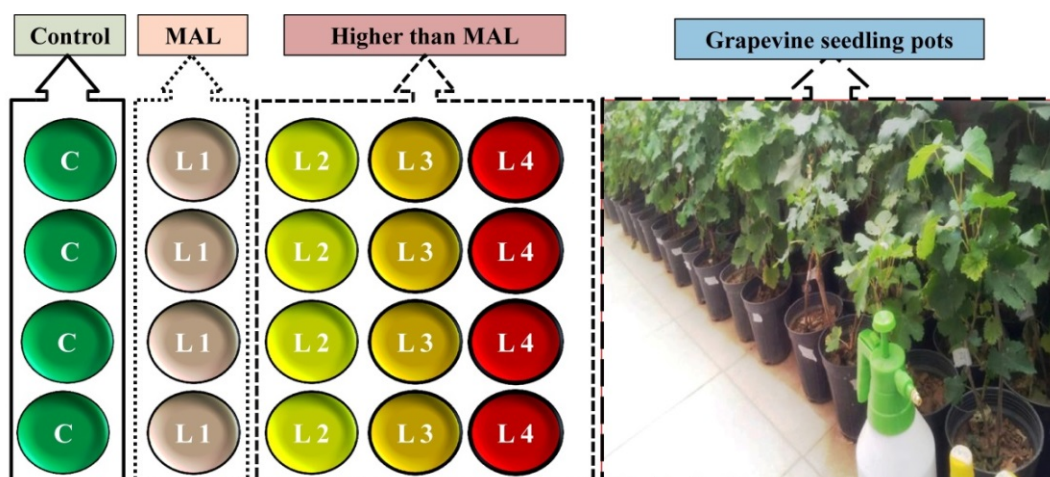 Control
MAL
Higher than MAL
Grapevine seedling pots
C
L 1
L 2
L 3
L 4
C
L 1
L 2
L 3
L 4
C
L 1
L 2
L 3
L 4
C
L 1
L 2
L 3
L 4